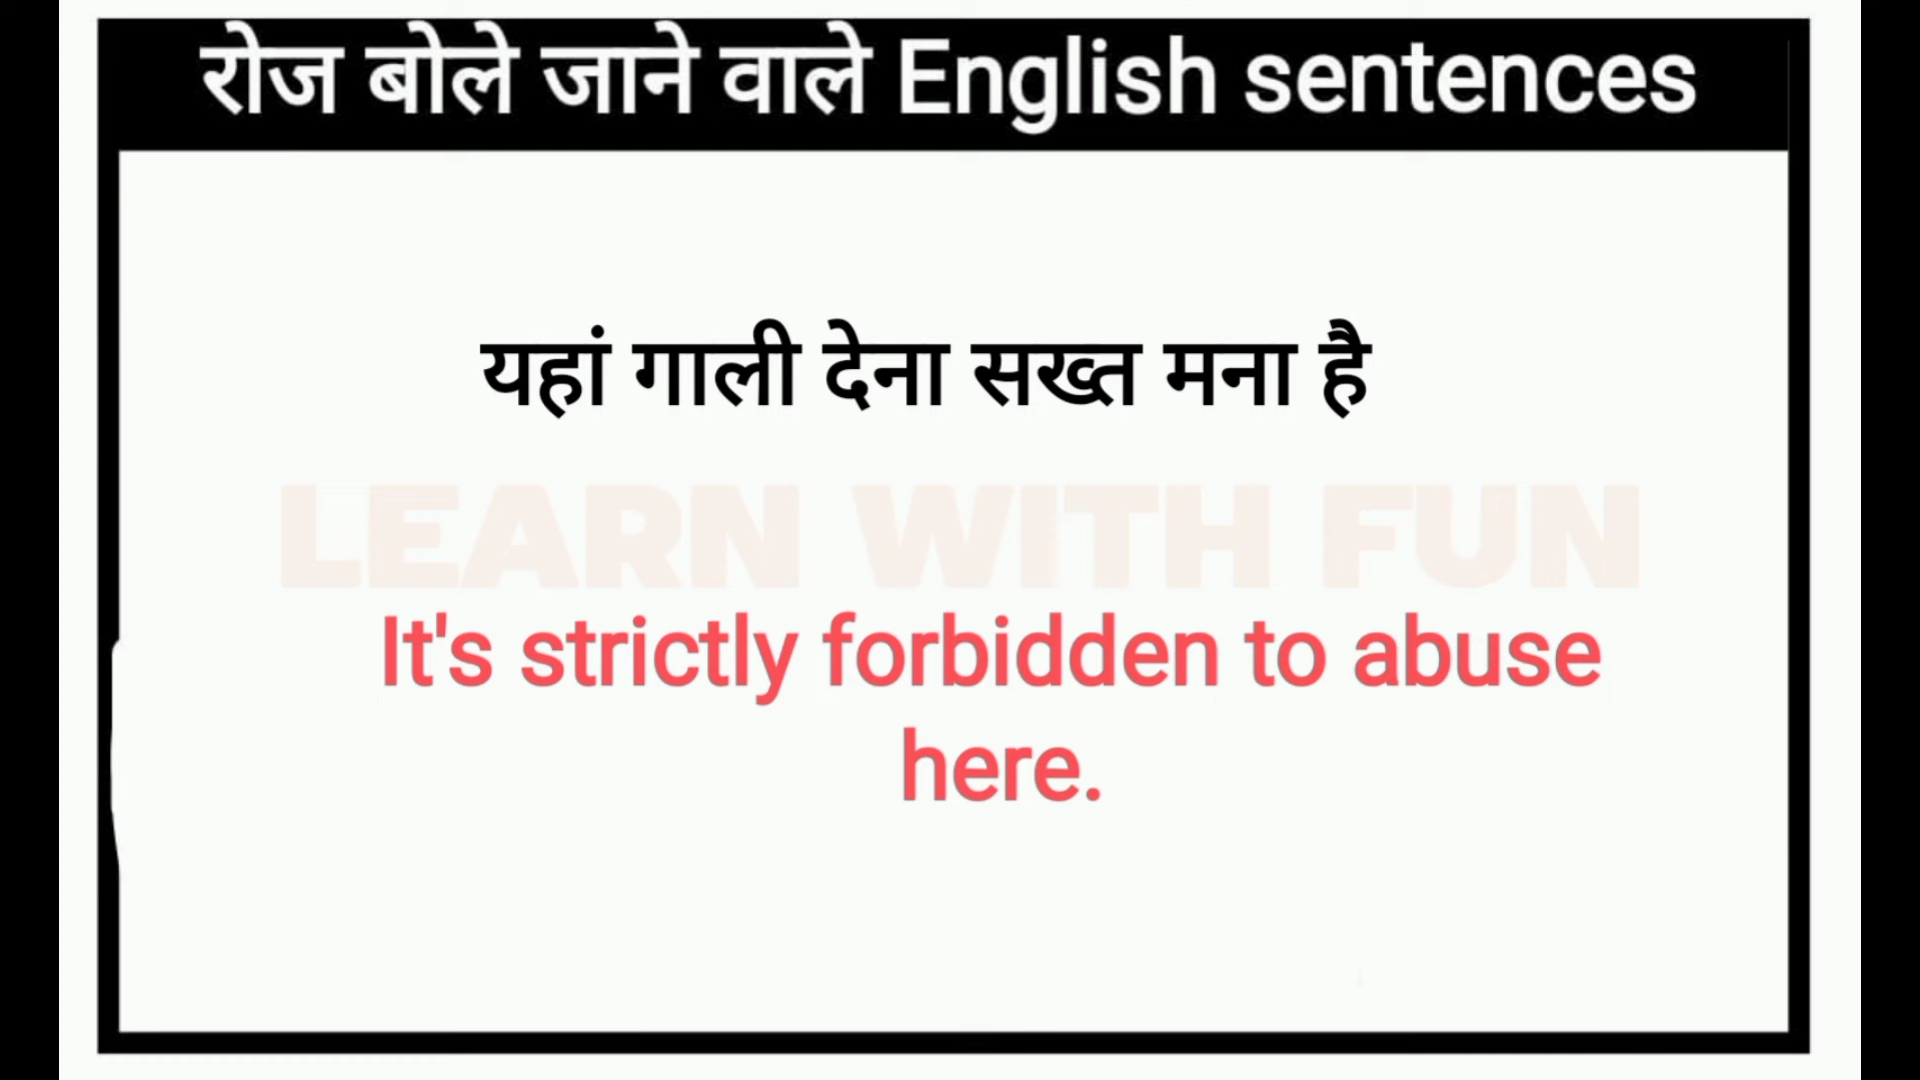 रोज बोले जाने वाले English sentences
यहां गाली देना सख्त मना है
LEARN WITH FUN
It's strictly forbidden to abuse
here.